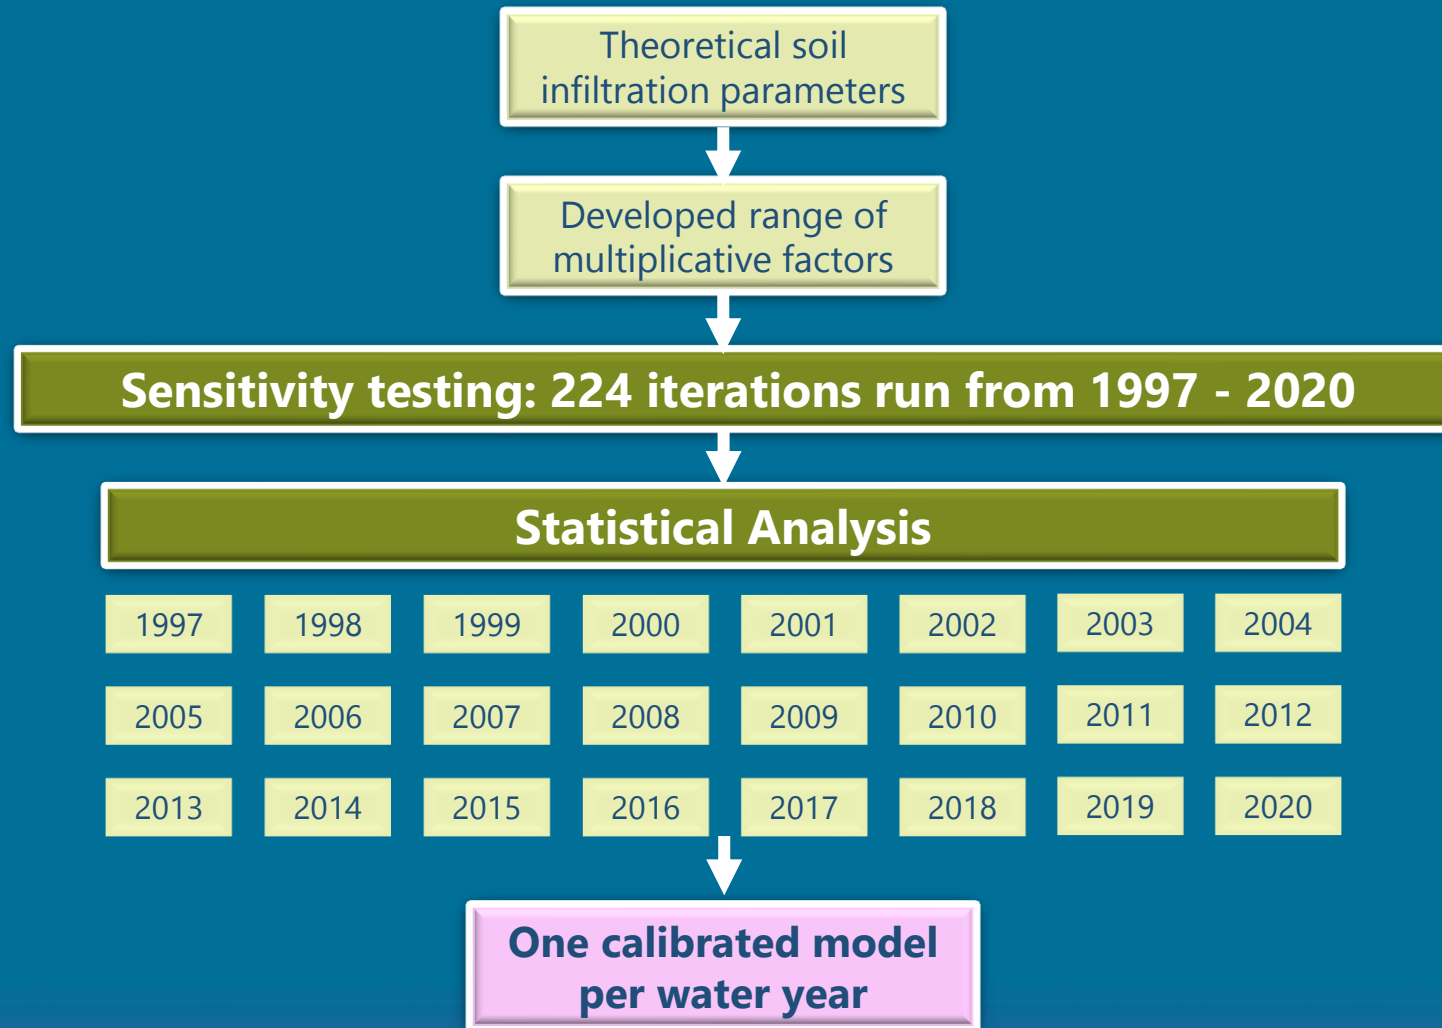 Theoretical soil
infiltration parameters
Developed range of
multiplicative factors
Sensitivity testing: 224 iterations run from 1997 - 2020
Statistical Analysis
1997 1998 1999 2000 2001 2002 2003 2004
2005 2006 2007 2008 2009 2010 2011 2012
2013 2014 2015 2016 2017 2018 2019 2020
One calibrated model
per water year